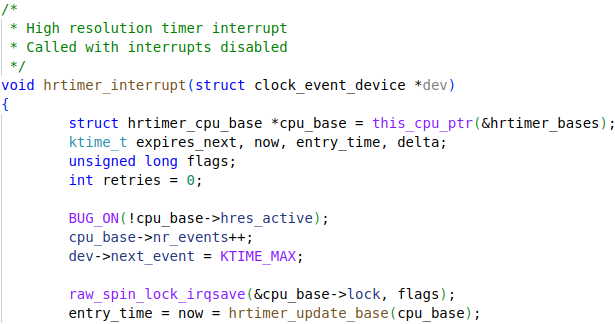 /*
 * High resolution timer interrupt
 * Called with interrupts disabled
 */
void hrtimer_interrupt(struct clock_event_device *dev)
{
        struct hrtimer_cpu_base *cpu_base = this_cpu_ptr(&hrtimer_bases);
        ktime_t expires_next, now, entry_time, delta;
        unsigned long flags;
        int retries = 0;

        BUG_ON(!cpu_base->hres_active);
        cpu_base->nr_events++;
        dev->next_event = KTIME_MAX;

        raw_spin_lock_irqsave(&cpu_base->lock, flags);
        entry_time = now = hrtimer_update_base(cpu_base);